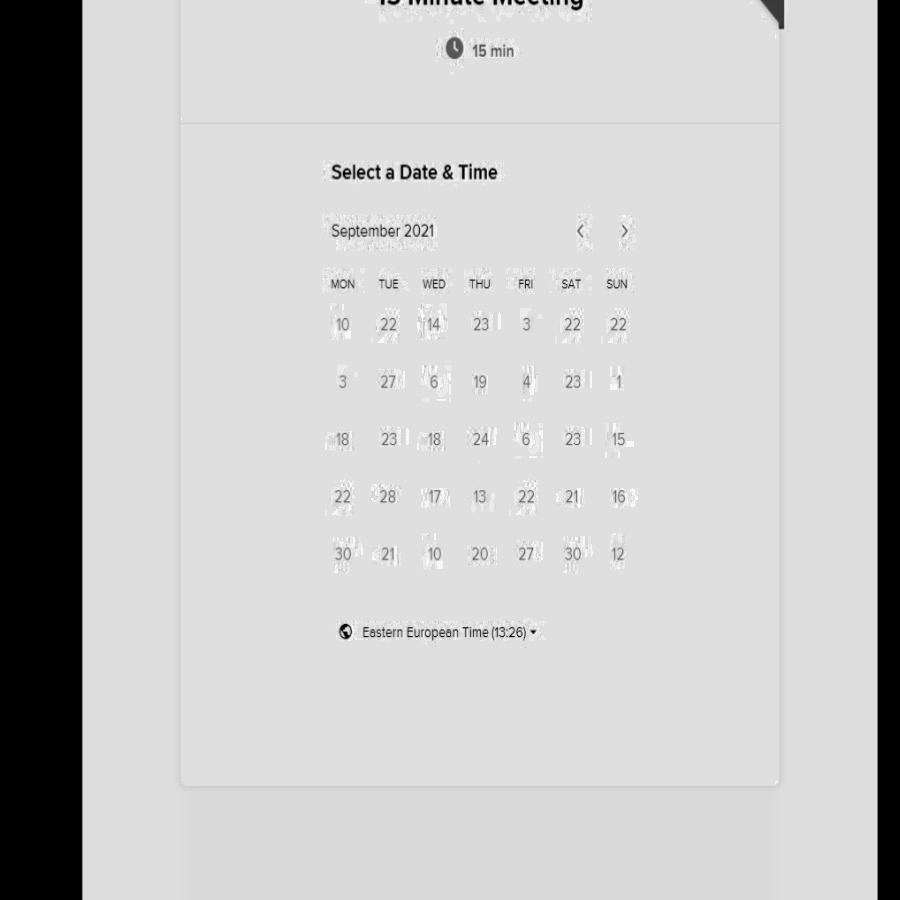 15 Minute Meeting
15 min
Select a Date & Time
September 2021
MON TUE WED THU FRI SAT SUN
10 22 14 23 3 22 22
3 27 6 19 4 23 1
18 23 18 24 6 23 15
22 28 17 13 22 21 16
30 21 10 20 27 30 12
Eastern European Time (13:26)